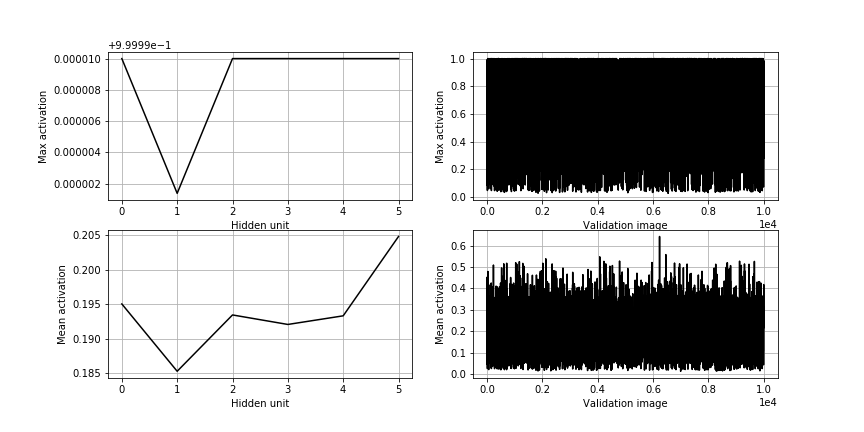 +9.9999e−1
0.000010
0.000008
0.000006
0.000004
0.000002
Max activation
0 1 2 3 4 5
Hidden unit
1.0
0.8
0.6
0.4
0.2
0.0
Max activation
0.0 0.2 0.4 0.6 0.8 1.0
Validation image
1e4
0.205
0.200
0.195
0.190
0.185
Mean activation
0 1 2 3 4 5
Hidden unit
0.6
0.5
0.4
0.3
0.2
0.1
0.0
Mean activation
0.0 0.2 0.4 0.6 0.8 1.0
Validation image
1e4